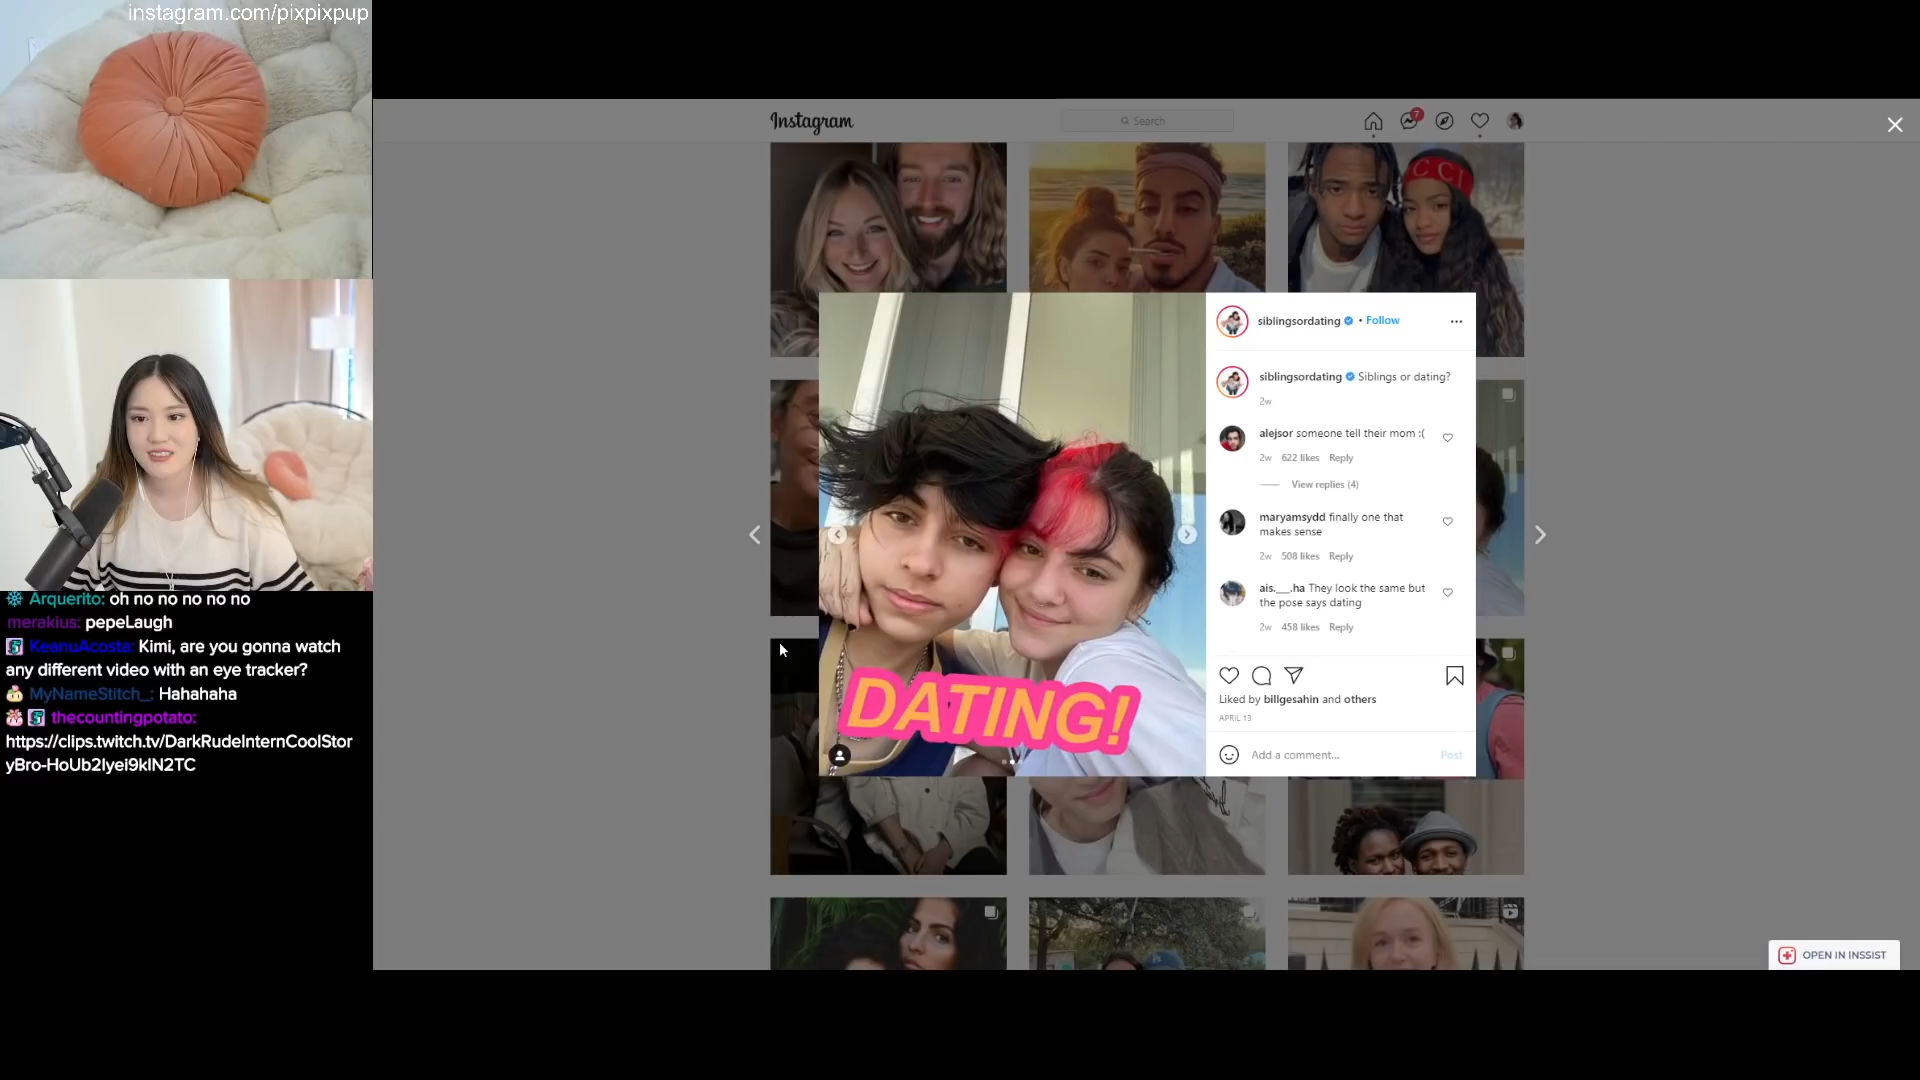 instagram.com/pixpixpup
Arquerito: oh no no no no no
merakius: pepeLaugh
KeanuAcosta: Kimi, are you gonna watch
any different video with an eye tracker?
MyNameStitch_: Hahahaha
thecountingpotato:
https://clips.twitch.tv/DarkRudeInternCoolStor
yBro-HoUb2Iyei9kIN2TC
Instagram
Search
7
CCI
DATING!
siblingsordating • Follow
siblingsordating Siblings or dating?
2w
alejsor someone tell their mom :(
2w 622 likes Reply
View replies (4)
maryamsydd finally one that
makes sense
2w 508 likes Reply
ais.___.ha They look the same but
the pose says dating
2w 458 likes Reply
Liked by billgesahin and others
APRIL 13
Add a comment... Post
OPEN IN INSSIST